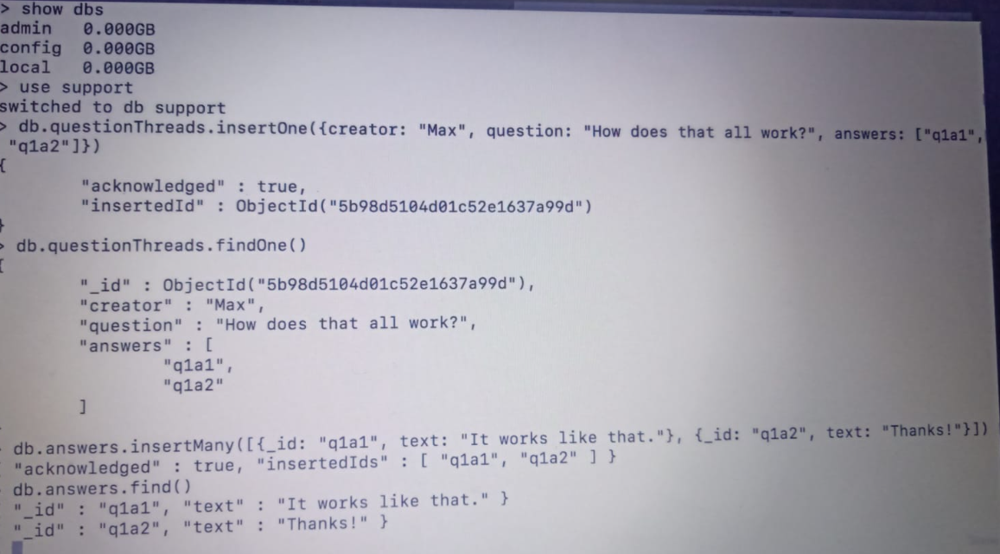 > show dbs
admin   0.000GB
config  0.000GB
local   0.000GB
> use support
switched to db support
> db.questionThreads.insertOne({creator: "Max", question: "How does that all work?", answers: ["q1a1",
 "q1a2"]})
{
        "acknowledged" : true,
        "insertedId" : ObjectId("5b98d5104d01c52e1637a99d")
}
> db.questionThreads.findOne()
{
        "_id" : ObjectId("5b98d5104d01c52e1637a99d"),
        "creator" : "Max",
        "question" : "How does that all work?",
        "answers" : [
                "q1a1",
                "q1a2"
        ]
db.answers.insertMany([{_id: "q1a1", text: "It works like that."}, {_id: "q1a2", text: "Thanks!"}])
"acknowledged" : true, "insertedIds" : [ "q1a1", "q1a2" ] }
db.answers.find()
"_id" : "q1a1", "text" : "It works like that." }
"_id" : "q1a2", "text" : "Thanks!" }